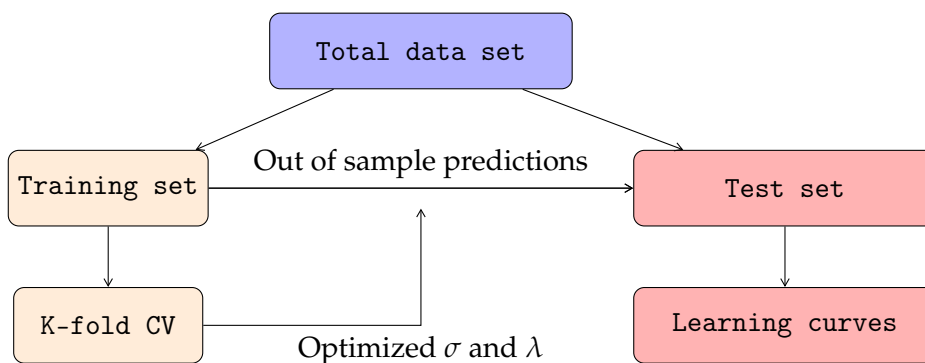 Total data set
Out of sample predictions
Training set
Test set
K-fold CV
Learning curves
Optimized σ and λ